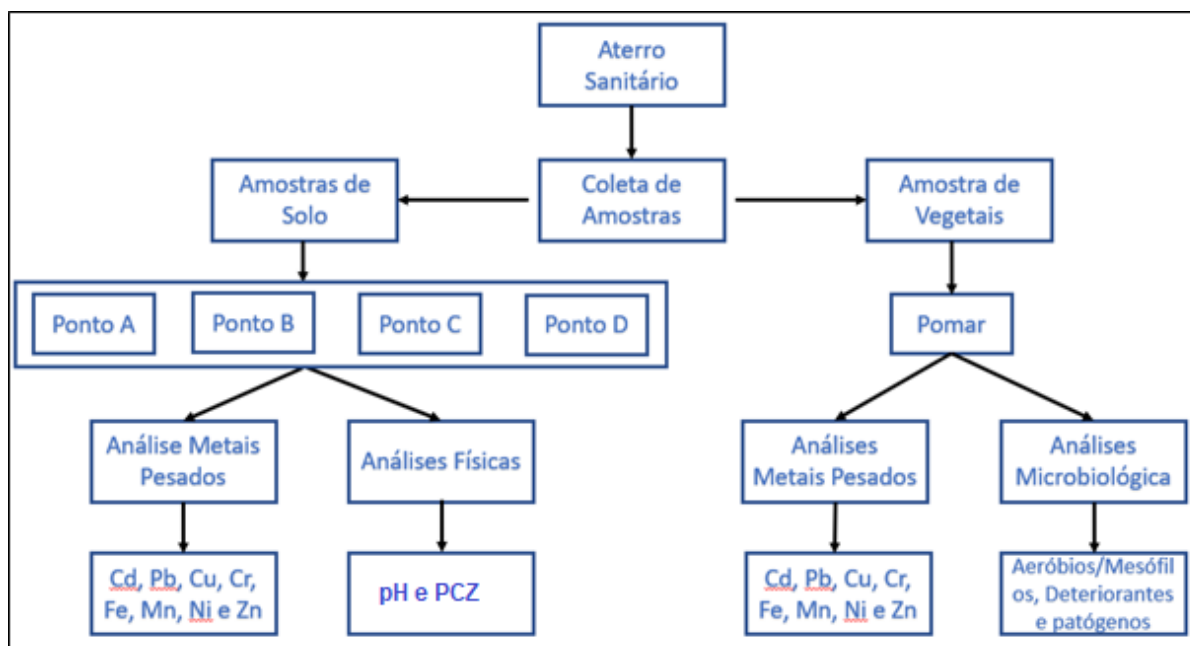 Aterro
Sanitário
Amostras de
Solo
Coleta de
Amostras
Amostra de
Vegetais
Ponto A
Ponto B
Ponto C
Ponto D
Pomar
Análise Metais
Pesados
Análises Físicas
Análises
Metais Pesados
Análises
Microbiológica
Cd, Pb, Cu, Cr,
Fe, Mn, Ni e Zn
pH e PCZ
Cd, Pb, Cu, Cr,
Fe, Mn, Ni e Zn
Aeróbios/Mesófil
os, Deteriorantes
e patógenos